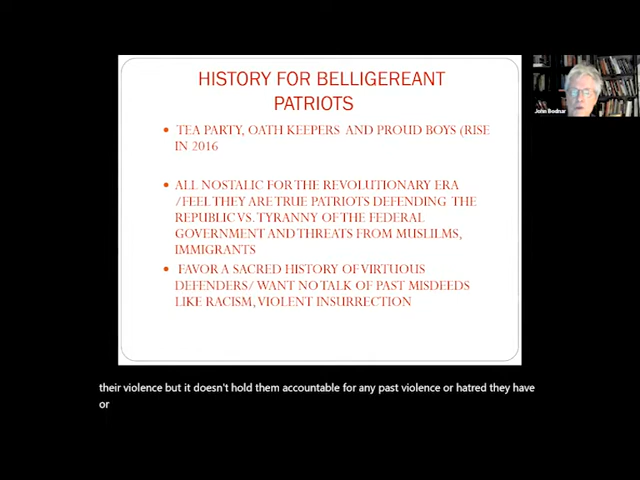 HISTORY FOR BELLIGEREANT
PATRIOTS
• TEA PARTY, OATH KEEPERS AND PROUD BOYS (RISE
IN 2016
• ALL NOSTALIC FOR THE REVOLUTIONARY ERA
/FEEL THEY ARE TRUE PATRIOTS DEFENDING THE
REPUBLIC VS. TYRANNY OF THE FEDERAL
GOVERNMENT AND THREATS FROM MUSLILMS,
IMMIGRANTS
• FAVOR A SACRED HISTORY OF VIRTUOUS
DEFENDERS/ WANT NO TALK OF PAST MISDEEDS
LIKE RACISM, VIOLENT INSURRECTION
John Bodnar
their violence but it doesn't hold them accountable for any past violence or hatred they have
or